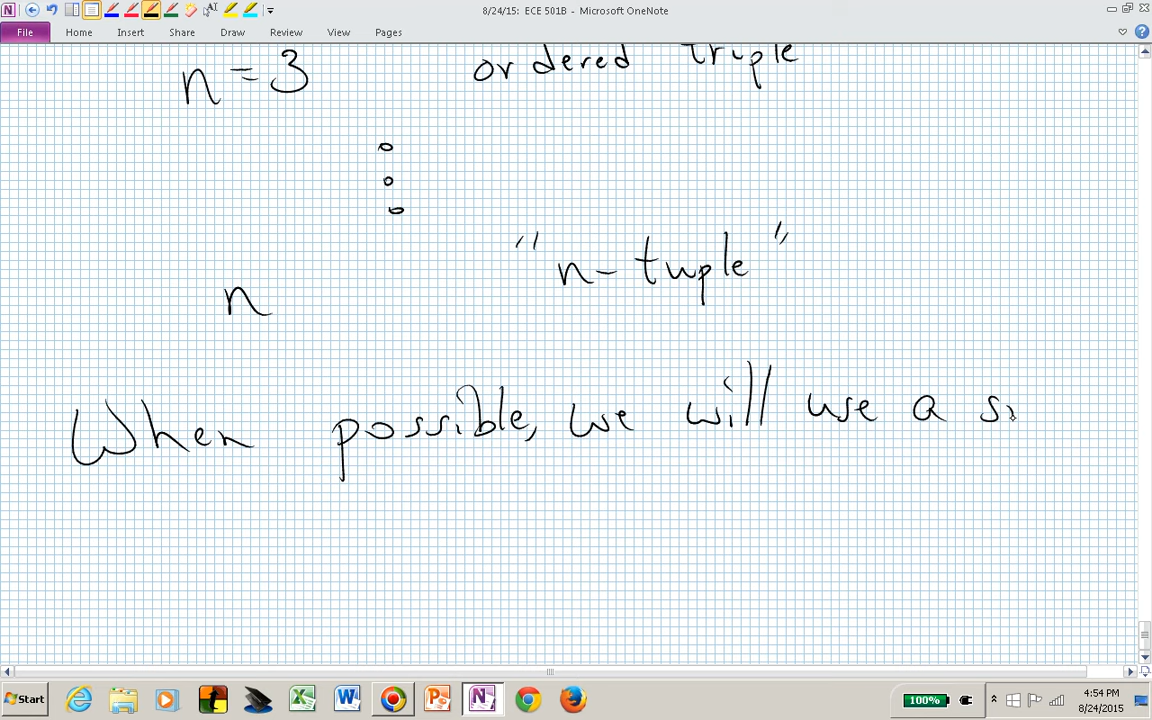 8/24/15: ECE 501B - Microsoft OneNote
File Home Insert Share Draw Review View Pages
n = 3 ordered triple
n "n-tuple"
When possible, we will use a
Start 100% 4:54 PM
8/24/2015